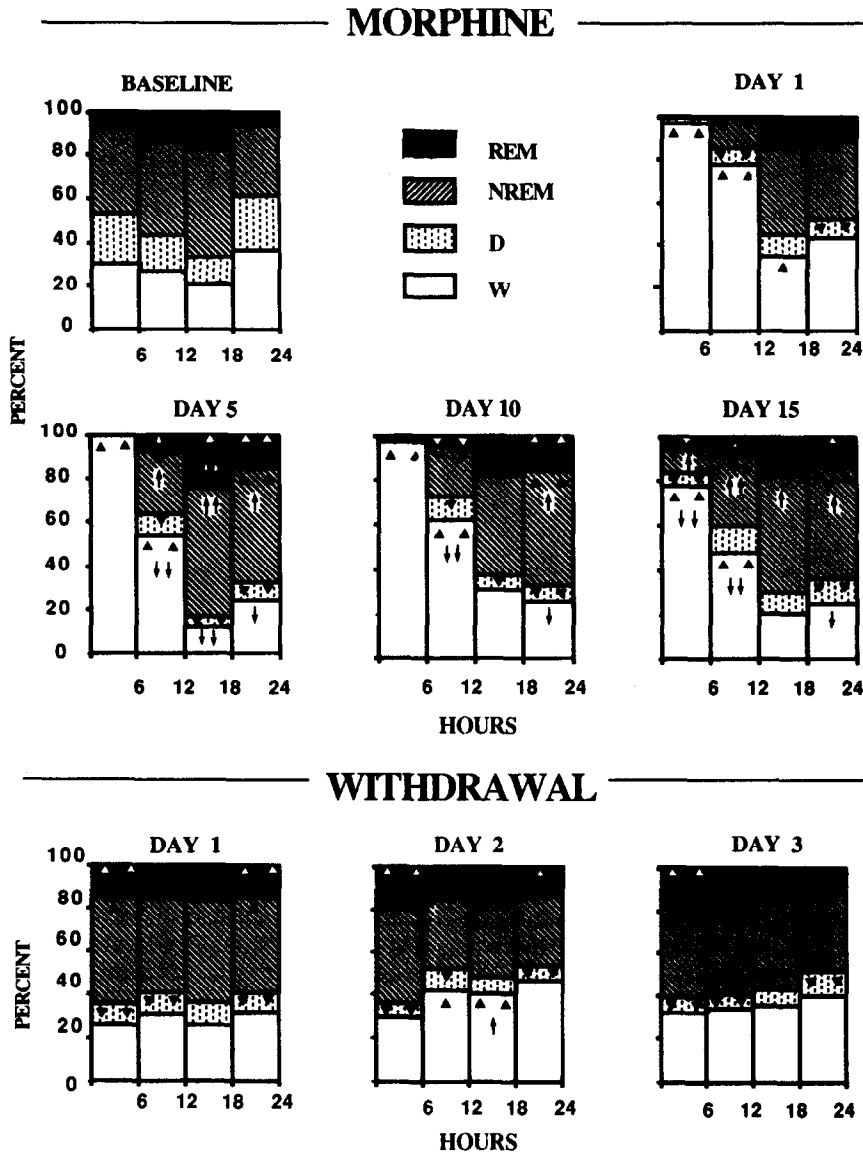 MORPHINE
BASELINE
DAY 1
100
80
60
40
20
0
6 12 18 24
REM
NREM
D
W
6 12 18 24
PERCENT
DAY 5
DAY 10
DAY 15
100
80
60
40
20
0
6 12 18 24
6 12 18 24
6 12 18 24
HOURS
WITHDRAWAL
DAY 1
DAY 2
DAY 3
100
80
60
40
20
0
PERCENT
6 12 18 24
6 12 18 24
6 12 18 24
HOURS